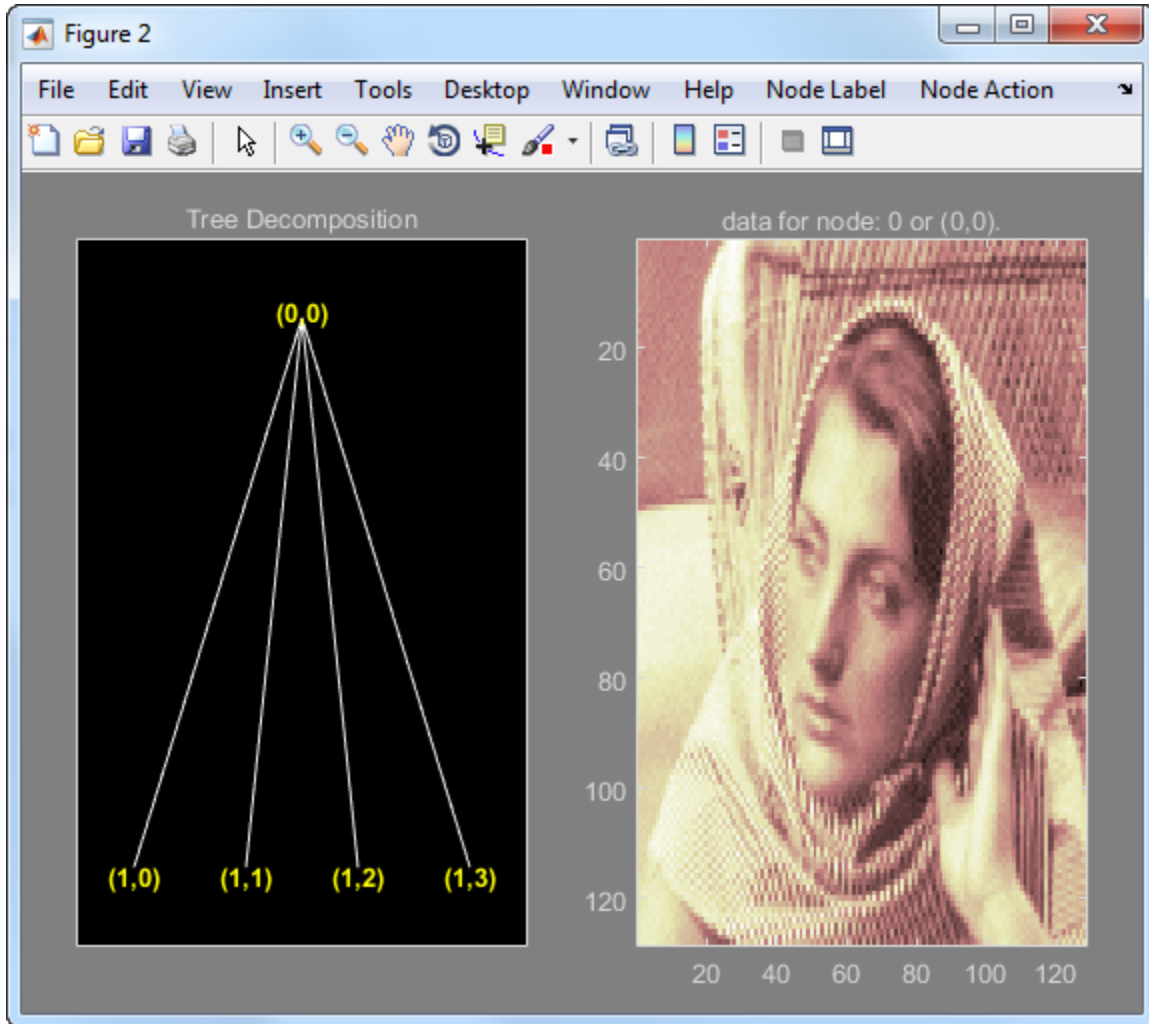 Figure 2
File Edit View Insert Tools Desktop Window Help Node Label Node Action
Tree Decomposition
(0,0)
(1,0) (1,1) (1,2) (1,3)
data for node: 0 or (0,0).
20
40
60
80
100
120
20 40 60 80 100 120